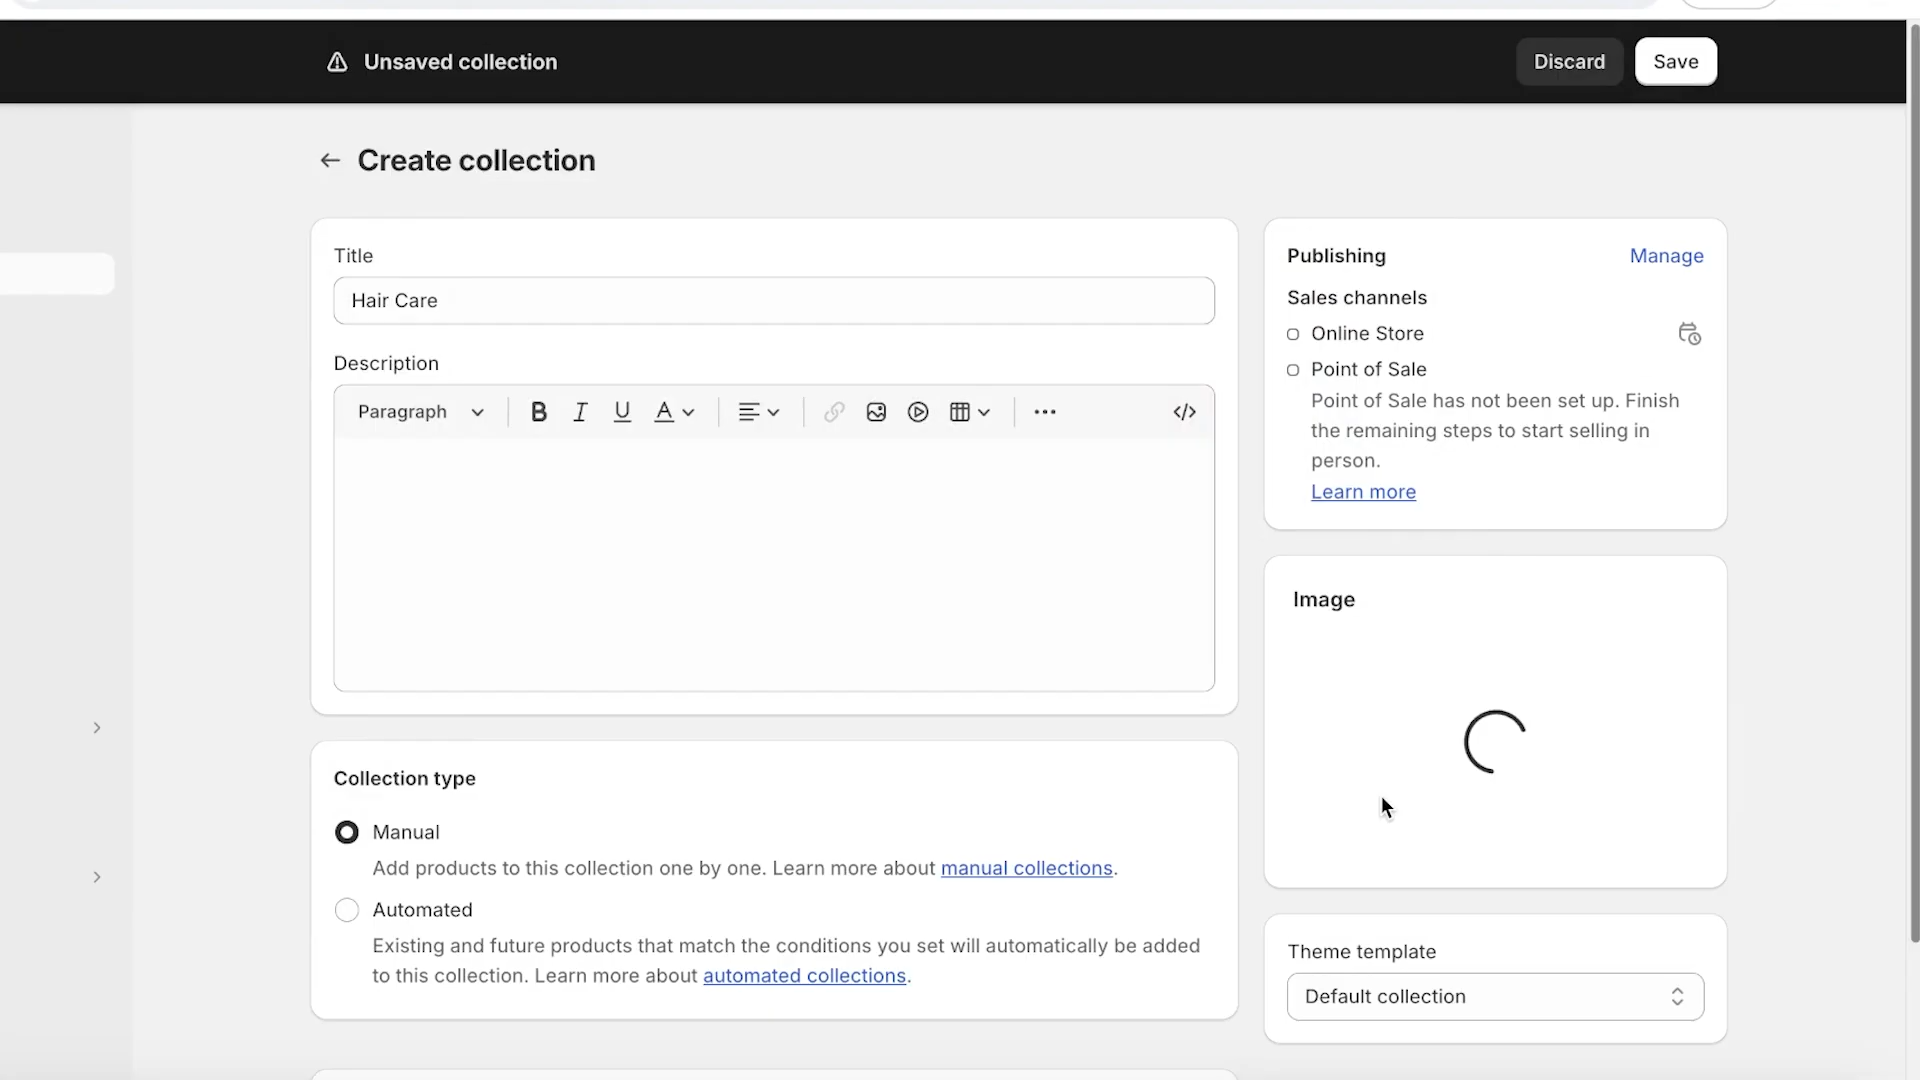 Unsaved collection
Discard
Save
Create collection
Title
Hair Care
Description
Paragraph
B I U A
Publishing
Manage
Sales channels
Online Store
Point of Sale
Point of Sale has not been set up. Finish
the remaining steps to start selling in
person.
Learn more
Image
Collection type
Manual
Add products to this collection one by one. Learn more about manual collections.
Automated
Existing and future products that match the conditions you set will automatically be added
to this collection. Learn more about automated collections.
Theme template
Default collection